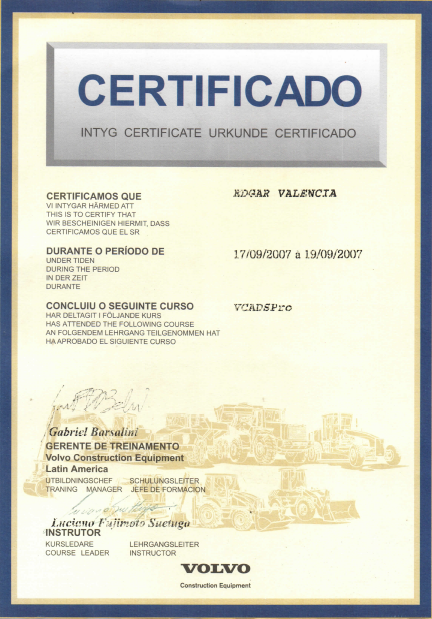 CERTIFICADO
INTYG CERTIFICATE URKUNDE CERTIFICADO
CERTIFICAMOS QUE EDGAR VALENCIA
VI INTYGAR HÄRMED ATT
THIS IS TO CERTIFY THAT
WIR BESCHEINIGEN HIERMIT, DASS
CERTIFICAMOS QUE EL SR
DURANTE O PERÍODO DE 17/09/2007 à 19/09/2007
UNDER TIDEN
DURING THE PERIOD
IN DER ZEIT
DURANTE
CONCLUIU O SEGUINTE CURSO VCADSPro
HAR DELTAGIT I FÖLJANDE KURS
HAS ATTENDED THE FOLLOWING COURSE
AN FOLGENDEM LEHRGANG TEILGENOMMEN HAT
HA APROBADO EL SIGUIENTE CURSO
Gabriel Barsalini
GERENTE DE TREINAMENTO
Volvo Construction Equipment
Latin America
UTBILDNINGSCHEF SCHULUNGSLEITER
TRANING MANAGER JEFE DE FORMACION
Luciano Fujimoto Suetuga
INSTRUTOR
KURSLEDARE LEHRGANGSLEITER
COURSE LEADER INSTRUCTOR
VOLVO
Construction Equipment